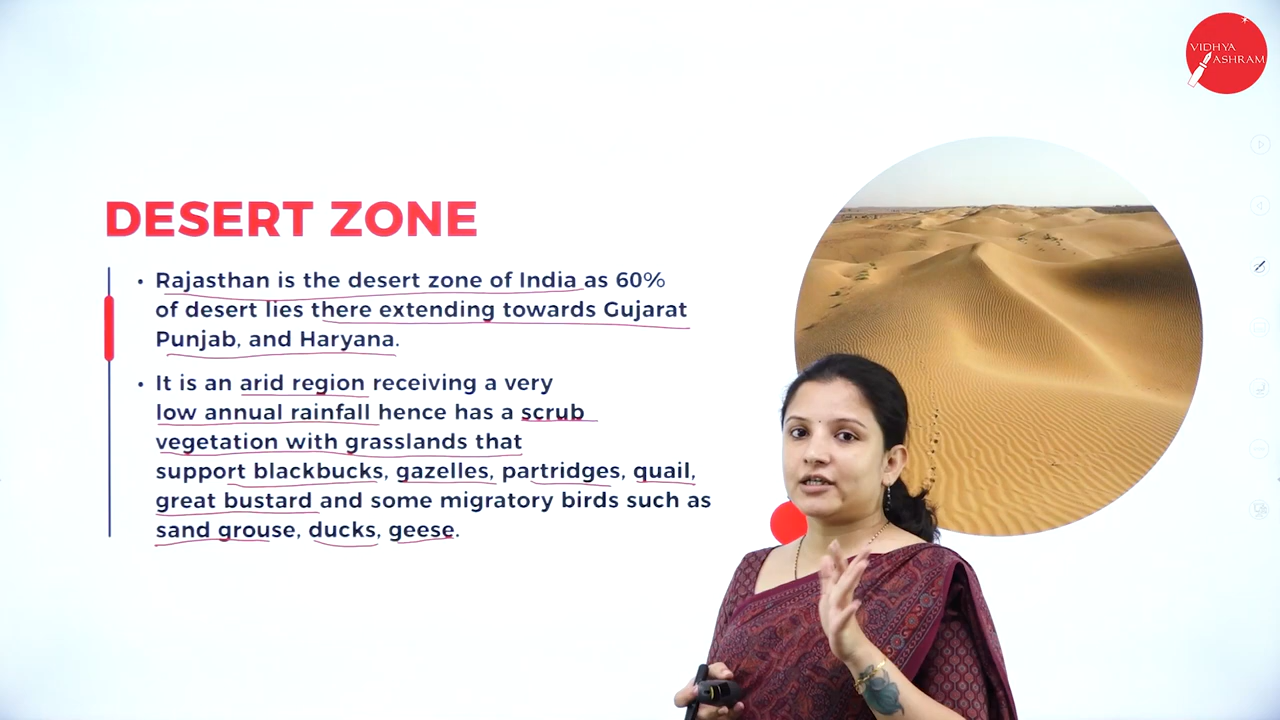 VIDHYA
ASHRAM
DESERT ZONE
• Rajasthan is the desert zone of India as 60%
of desert lies there extending towards Gujarat
Punjab, and Haryana.
• It is an arid region receiving a very
low annual rainfall hence has a scrub
vegetation with grasslands that
support blackbucks, gazelles, partridges, quail,
great bustard and some migratory birds such as
sand grouse, ducks, geese.